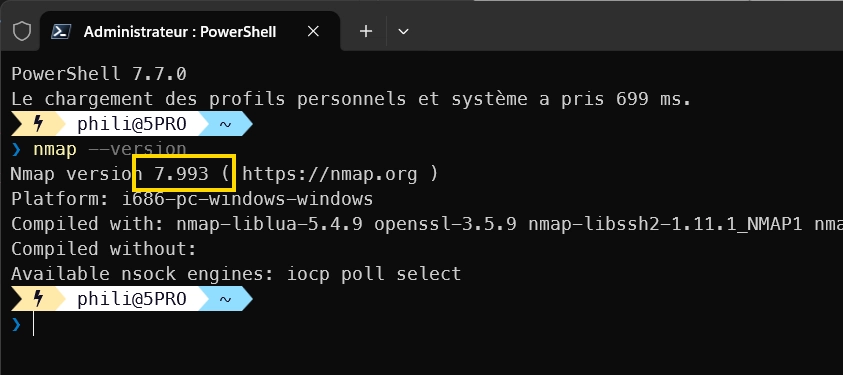 Administrateur : PowerShell
PowerShell 7.7.0
Le chargement des profils personnels et système a pris 699 ms.
phili@5PRO ~
❯ nmap --version
Nmap version 7.993 ( https://nmap.org )
Platform: i686-pc-windows-windows
Compiled with: nmap-liblua-5.4.9 openssl-3.5.9 nmap-libssh2-1.11.1_NMAP1 nma
Compiled without:
Available nsock engines: iocp poll select
phili@5PRO ~
❯